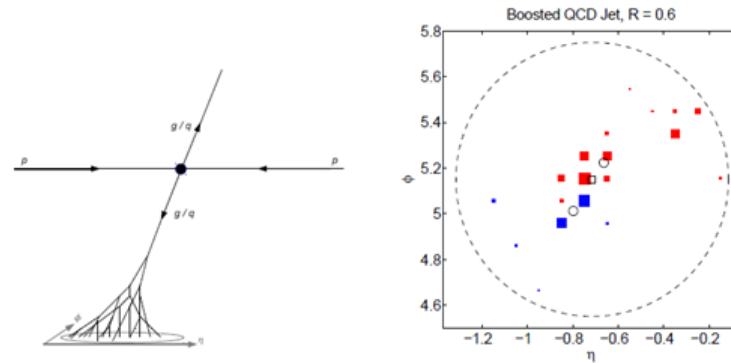 g/q
p
p
g/q
η
Boosted QCD Jet, R = 0.6
5.8
5.6
5.4
5.2
5
4.8
4.6
φ
-1.2
-1
-0.8
-0.6
-0.4
-0.2
η